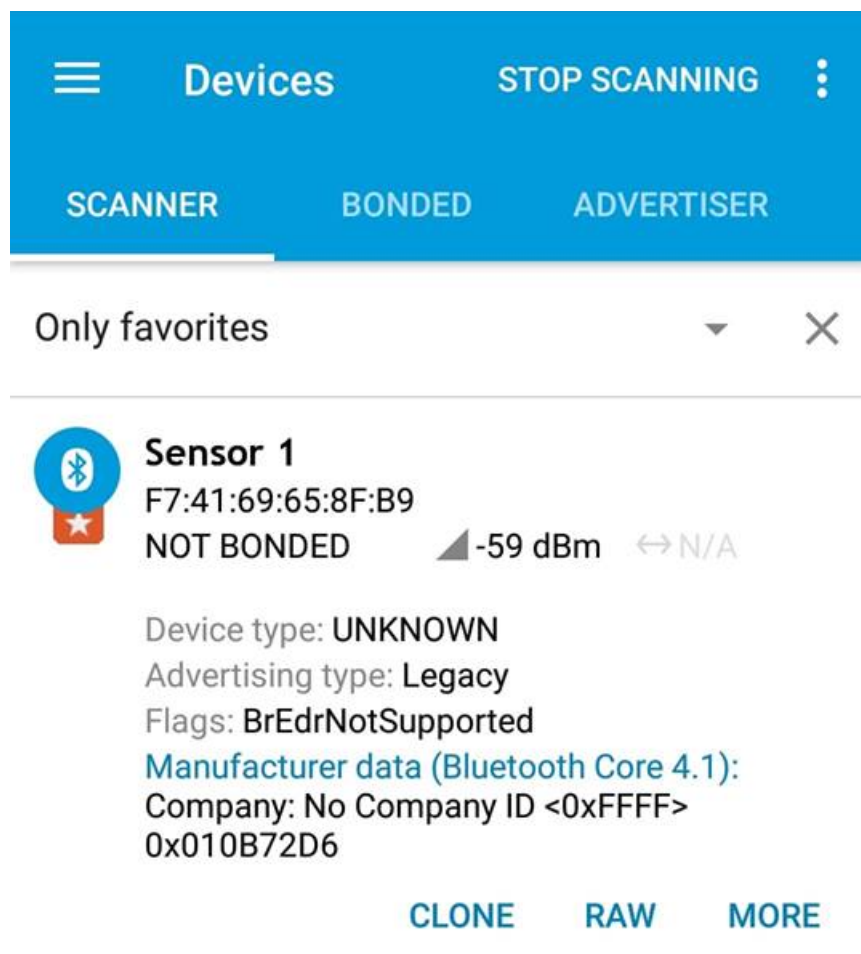 Devices STOP SCANNING
SCANNER BONDED ADVERTISER
Only favorites
Sensor 1
F7:41:69:65:8F:B9
NOT BONDED -59 dBm N/A
Device type: UNKNOWN
Advertising type: Legacy
Flags: BrEdrNotSupported
Manufacturer data (Bluetooth Core 4.1):
Company: No Company ID <0xFFFF>
0x010B72D6
CLONE RAW MORE